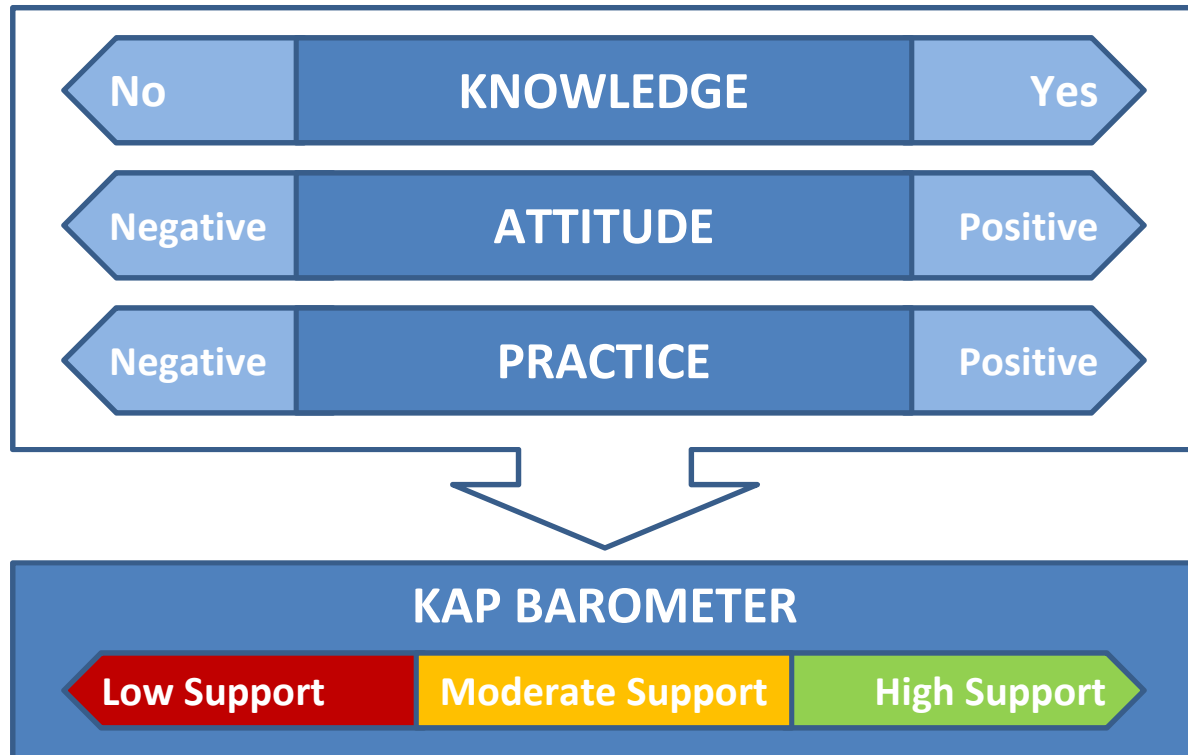 No KNOWLEDGE Yes
Negative ATTITUDE Positive
Negative PRACTICE Positive
KAP BAROMETER
Low Support Moderate Support High Support